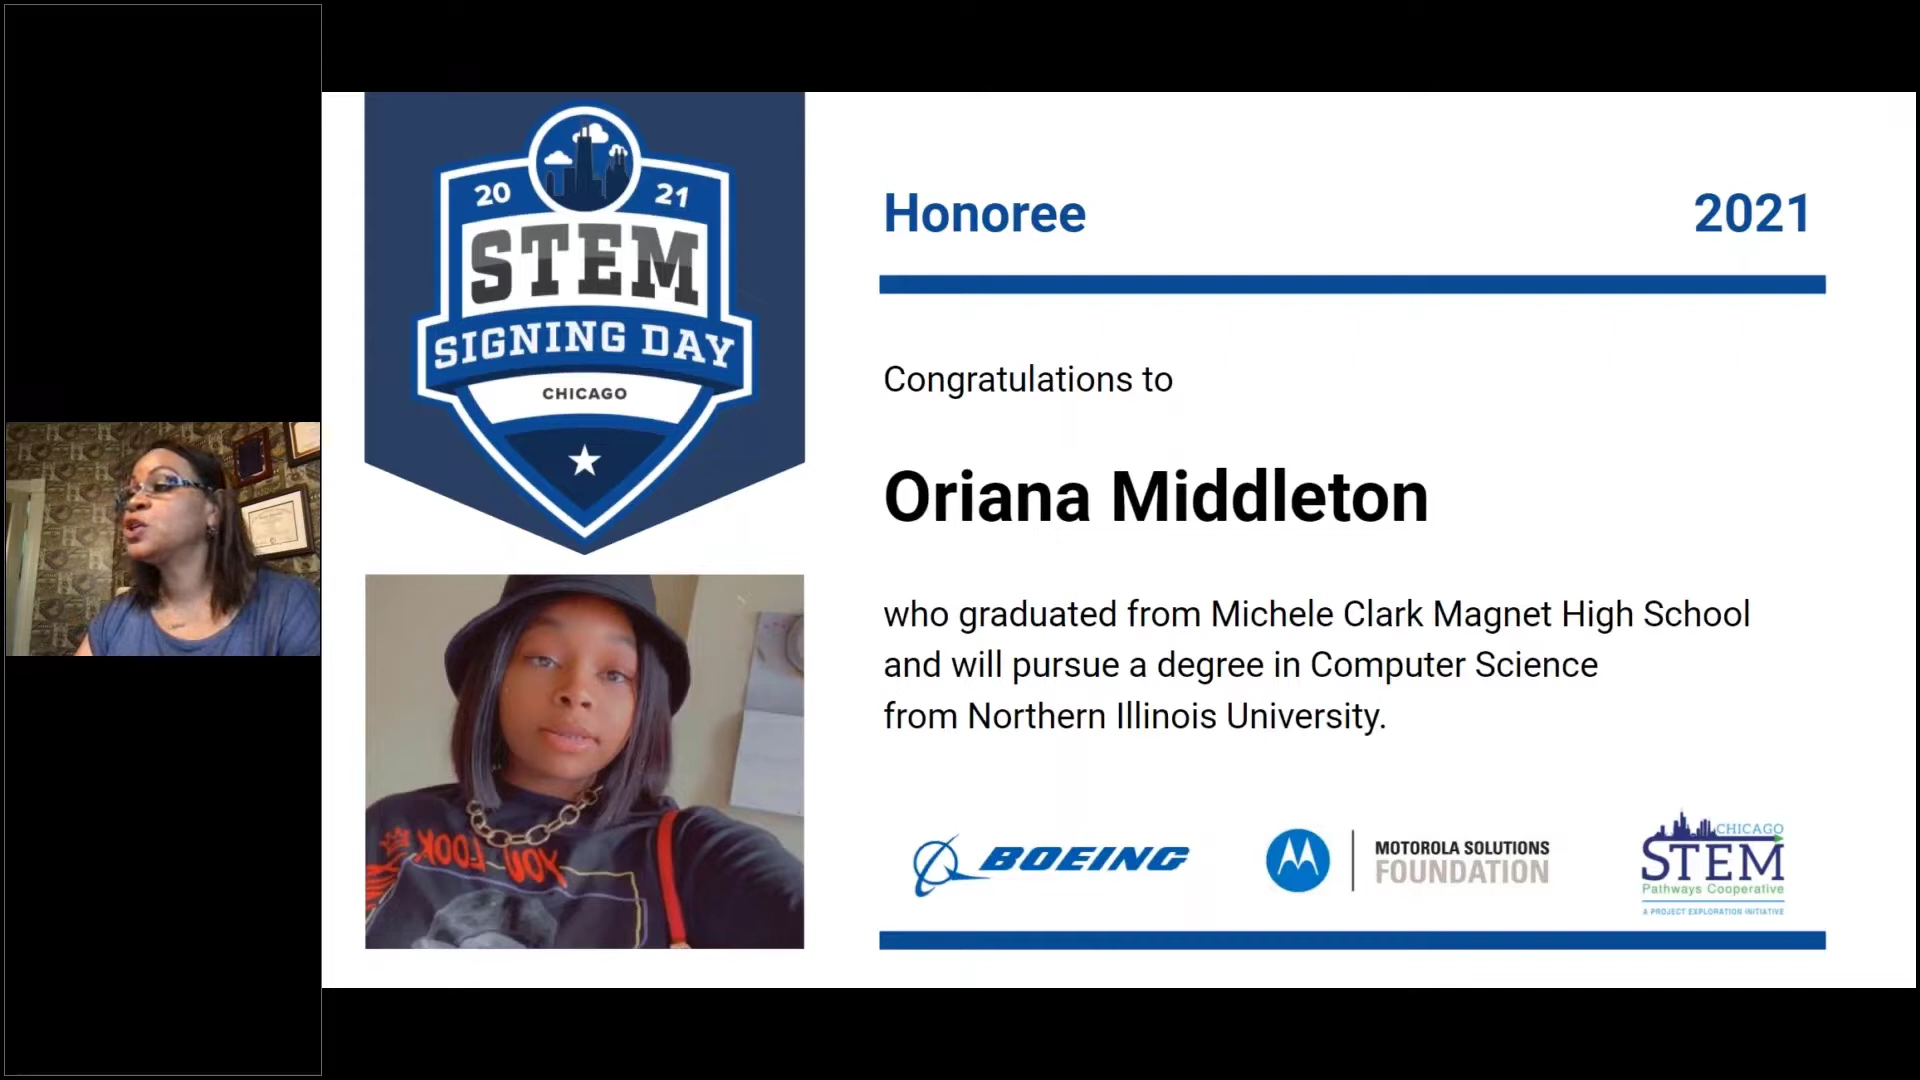 20 21
STEM
SIGNING DAY
CHICAGO
Honoree 2021
Congratulations to
Oriana Middleton
who graduated from Michele Clark Magnet High School
and will pursue a degree in Computer Science
from Northern Illinois University.
YOU LOOK
BOEING
MOTOROLA SOLUTIONS
FOUNDATION
CHICAGO
STEM
Pathways Cooperative
A PROJECT EXPLORATION INITIATIVE